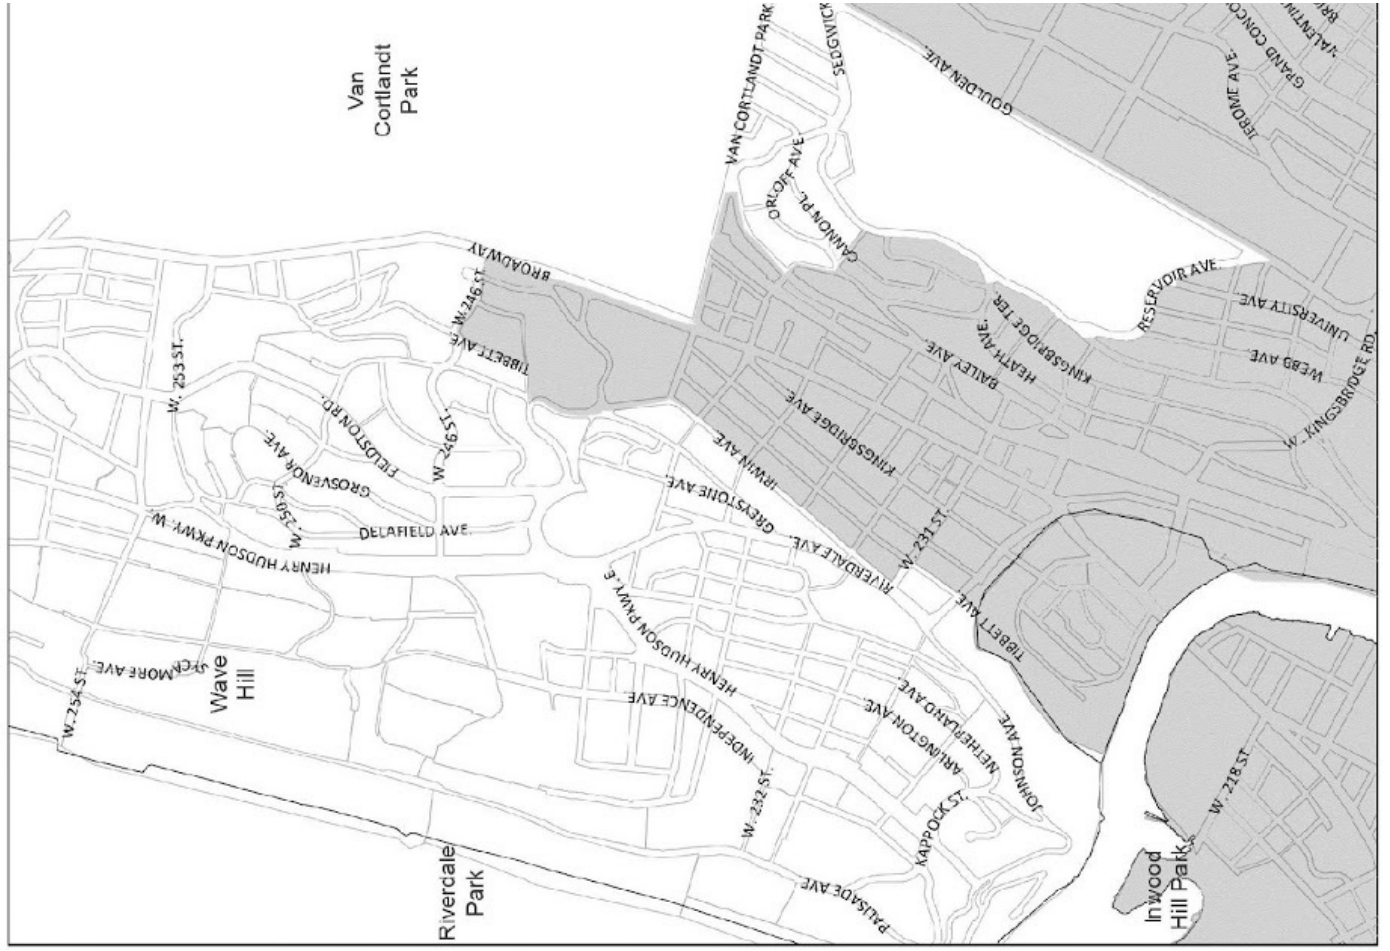 Van
Cortlandt
Park
VAN CORTLANDT PARK
SEDGWICK
GOULDEN AVE.
JEROME AVE.
GRAND CONCO
VALENTIN
BRI
ORLOFF AVE.
CANNON PL.
BROADWAY
W. 246 ST.
TIBBETT AVE
RESERVOIR AVE.
UNIVERSITY AVE
WEBB AVE.
W. KINGSBRIDGE RD.
KINGSBRIDGE TER.
HEATH AVE.
BAILEY AVE.
KINGSBRIDGE AVE.
W. 253 ST.
FIELDSTON RD.
W. 246 ST.
GROSVENOR AVE.
W. 250 ST.
DELAFIELD AVE.
HENRY HUDSON PKWY. W
IRWIN AVE.
GREYSTONE AVE.
RIVERDALE AVE.
W. 231 ST.
TIBBETT AVE
HENRY HUDSON PKWY. E
SYCAMORE AVE.
Wave
Hill
W. 254 ST.
INDEPENDENCE AVE
NETHERLAND AVE.
ARLINGTON AVE.
JOHNSON AVE.
W. 232 ST.
KAPPOCK ST.
PALISADE AVE
W. 218 ST
Riverdale
Park
Inwood
Hill Park